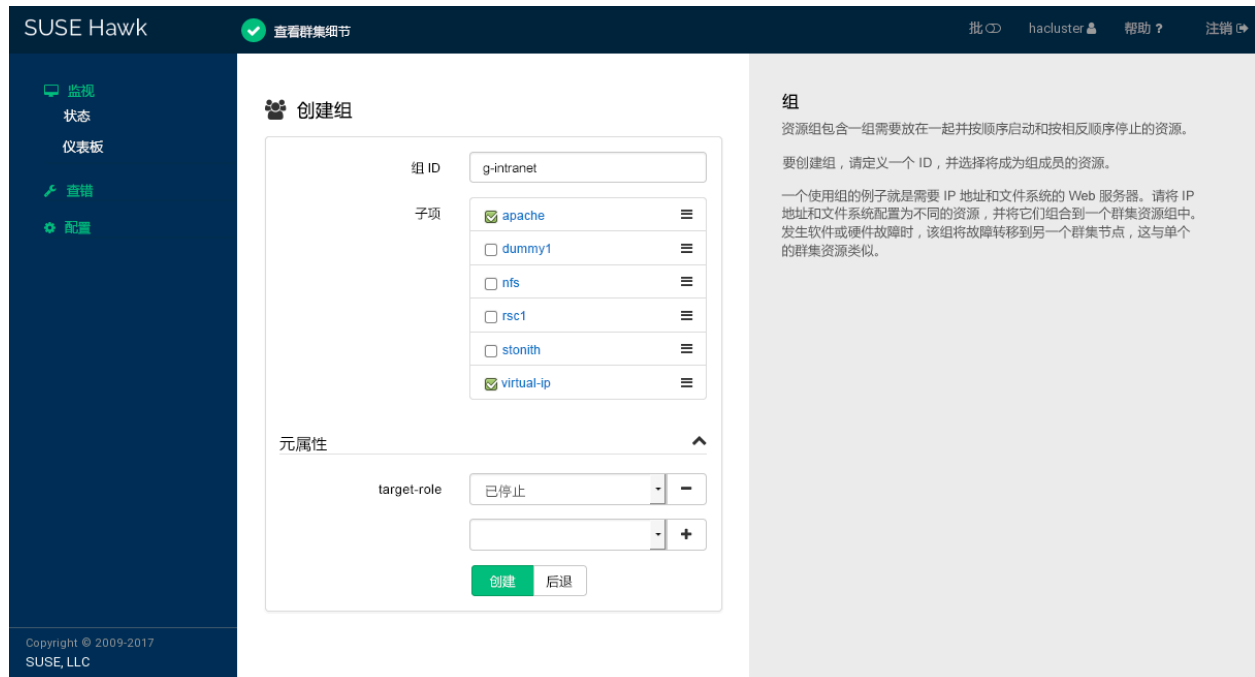 SUSE Hawk
查看群集细节
批
hacluster
帮助 ?
注销
监视
状态
仪表板
查错
配置
创建组
组 ID
g-intranet
子项
apache
dummy1
nfs
rsc1
stonith
virtual-ip
元属性
target-role
已停止
创建
后退
组
资源组包含一组需要放在一起并按顺序启动和按相反顺序停止的资源。
要创建组，请定义一个 ID，并选择将成为组成员的资源。
一个使用组的例子就是需要 IP 地址和文件系统的 Web 服务器。请将 IP
地址和文件系统配置为不同的资源，并将它们组合到一个群集资源组中。
发生软件或硬件故障时，该组将故障转移到另一个群集节点，这与单个
的群集资源类似。
Copyright © 2009-2017
SUSE, LLC